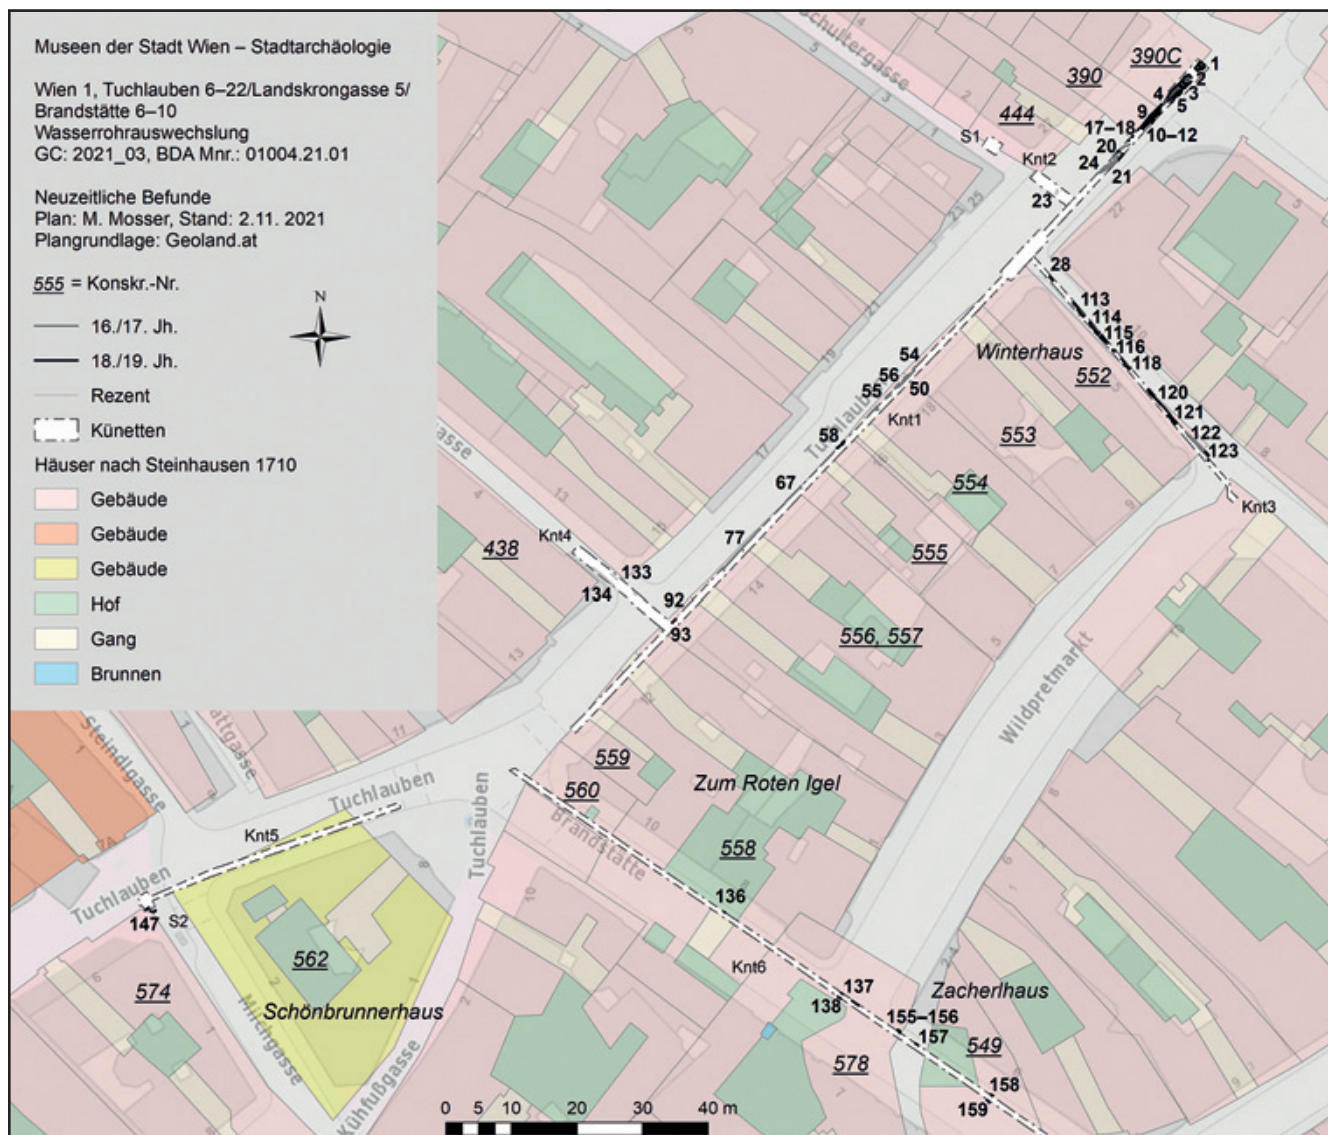 Museen der Stadt Wien – Stadtarchäologie
Wien 1, Tuchlauben 6–22/Landskrongasse 5/
Brandstätte 6–10
Wasserrohrauswechslung
GC: 2021_03, BDA Mnr.: 01004.21.01
Neuzeitliche Befunde
Plan: M. Mosser, Stand: 2.11. 2021
Plangrundlage: Geoland.at
555 = Konskr.-Nr.
N
16./17. Jh.
18./19. Jh.
Rezent
Künetten
Häuser nach Steinhausen 1710
Gebäude
Gebäude
Gebäude
Hof
Gang
Brunnen
Schultergasse
390C
390
444
1
2
3
4
5
9
10–12
17–18
20
24
21
S1
Knt2
23
28
113
114
115
116
118
120
121
122
123
Knt3
Winterhaus
552
553
554
555
556, 557
54
56
55
50
Knt1
Tuchlauben
58
67
77
gasse
438
Knt4
133
134
92
93
Wildpretmarkt
559
560
Zum Roten Igel
558
Brandstätte
136
Knt6
137
138
155–156
157
158
159
Zacherlhaus
549
578
Steindlgasse
attgasse
Tuchlauben
Tuchlauben
Tuchlauben
Knt5
147
S2
562
574
Schönbrunnerhaus
Kühfußgasse
0 5 10 20 30 40 m